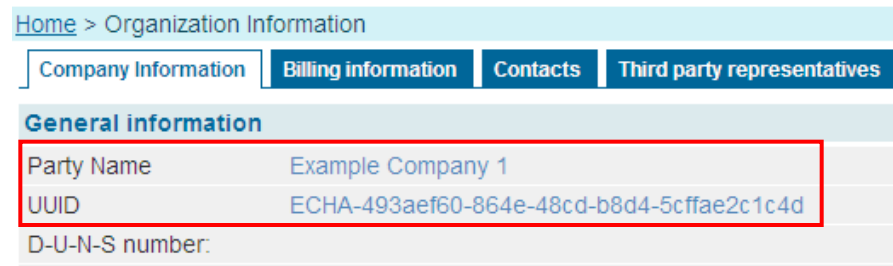 Home > Organization Information
Company Information Billing information Contacts Third party representatives
General information
Party Name Example Company 1
UUID ECHA-493aef60-864e-48cd-b8d4-5cffae2c1c4d
D-U-N-S number: